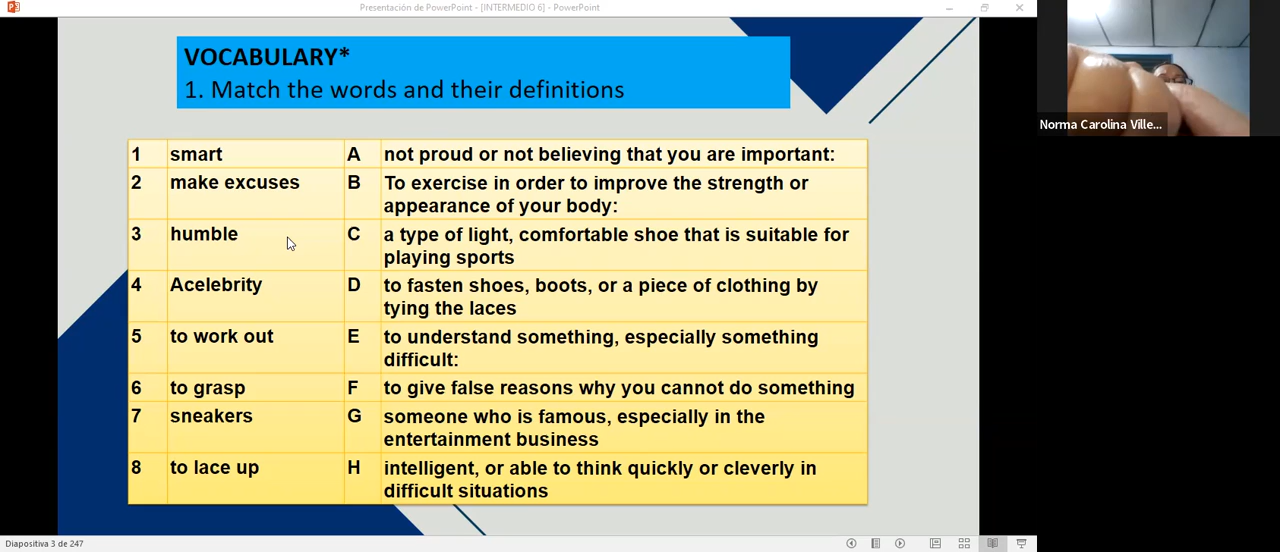 Presentación de PowerPoint - [INTERMEDIO 6] - PowerPoint
VOCABULARY*
1. Match the words and their definitions
1 smart A not proud or not believing that you are important:
2 make excuses B To exercise in order to improve the strength or
appearance of your body:
3 humble C a type of light, comfortable shoe that is suitable for
playing sports
4 Acelebrity D to fasten shoes, boots, or a piece of clothing by
tying the laces
5 to work out E to understand something, especially something
difficult:
6 to grasp F to give false reasons why you cannot do something
7 sneakers G someone who is famous, especially in the
entertainment business
8 to lace up H intelligent, or able to think quickly or cleverly in
difficult situations
Norma Carolina Ville...
Diapositiva 3 de 247